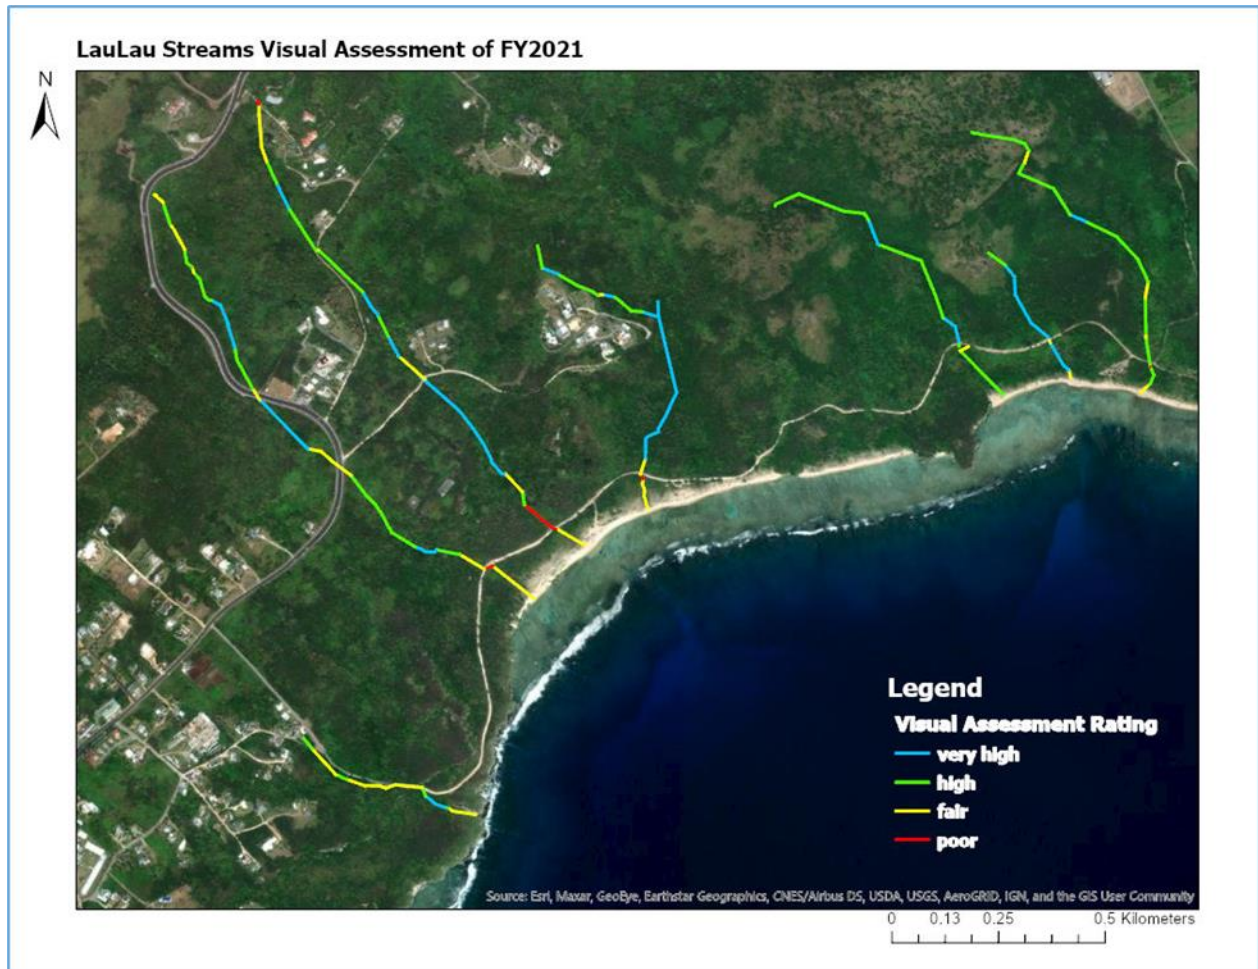 LauLau Streams Visual Assessment of FY2021
N
Legend
Visual Assessment Rating
very high
high
fair
poor
Source: Esri, Maxar, GeoEye, Earthstar Geographics, CNES/Airbus DS, USDA, USGS, AeroGRID, IGN, and the GIS User Community
0 0.13 0.25 0.5 Kilometers